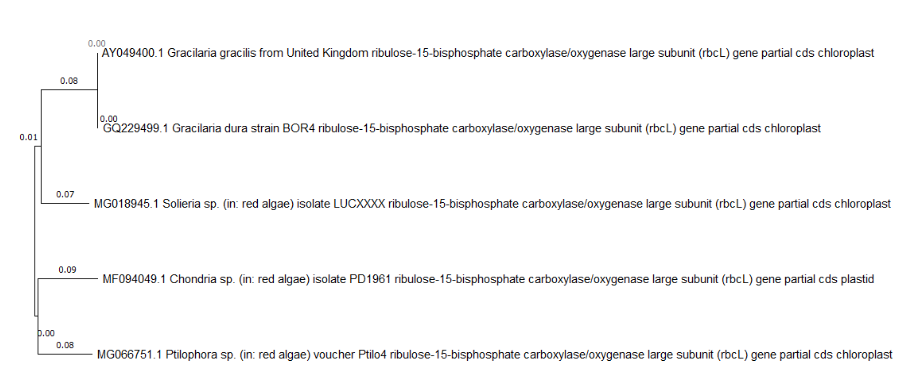 0.00
AY049400.1 Gracilaria gracilis from United Kingdom ribulose-15-bisphosphate carboxylase/oxygenase large subunit (rbcL) gene partial cds chloroplast
0.08
0.00
GQ229499.1 Gracilaria dura strain BOR4 ribulose-15-bisphosphate carboxylase/oxygenase large subunit (rbcL) gene partial cds chloroplast
0.01
0.07
MG018945.1 Solieria sp. (in: red algae) isolate LUCXXXX ribulose-15-bisphosphate carboxylase/oxygenase large subunit (rbcL) gene partial cds chloroplast
0.09
MF094049.1 Chondria sp. (in: red algae) isolate PD1961 ribulose-15-bisphosphate carboxylase/oxygenase large subunit (rbcL) gene partial cds plastid
0.00
0.08
MG066751.1 Ptilophora sp. (in: red algae) voucher Ptilo4 ribulose-15-bisphosphate carboxylase/oxygenase large subunit (rbcL) gene partial cds chloroplast